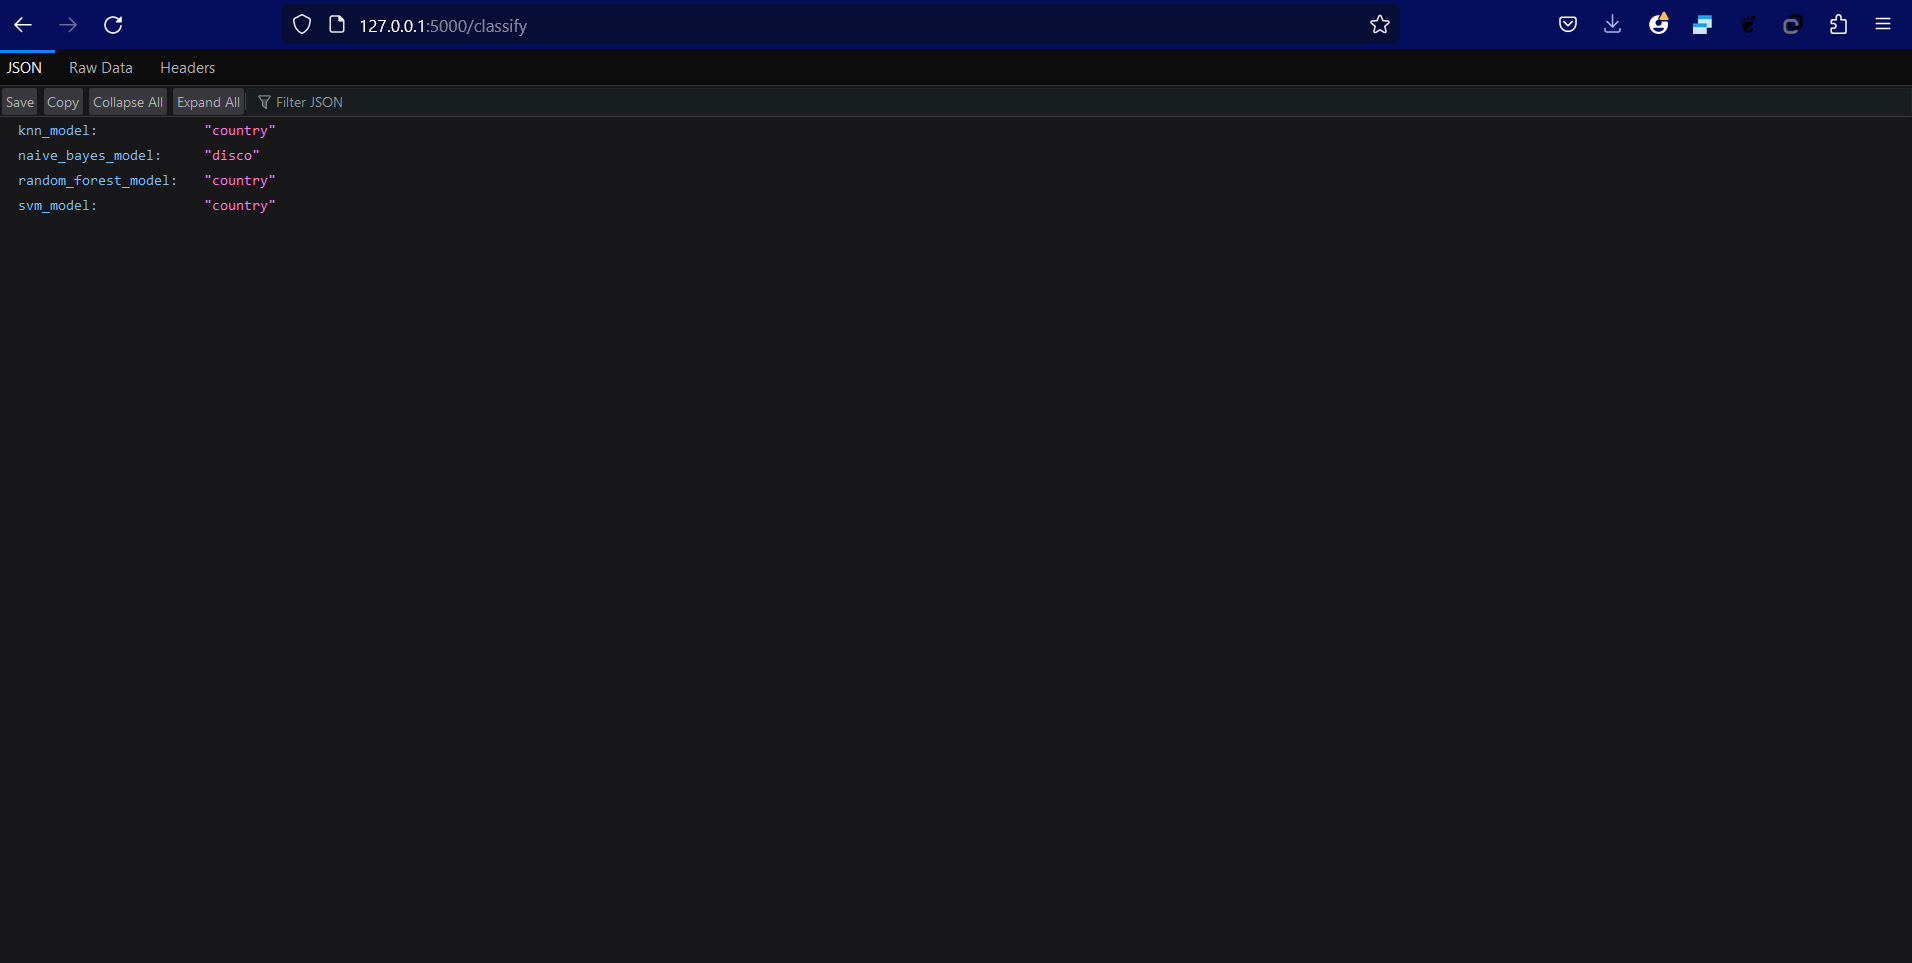 127.0.0.1:5000/classify
JSON Raw Data Headers
Save Copy Collapse All Expand All Filter JSON
knn_model: "country"
naive_bayes_model: "disco"
random_forest_model: "country"
svm_model: "country"